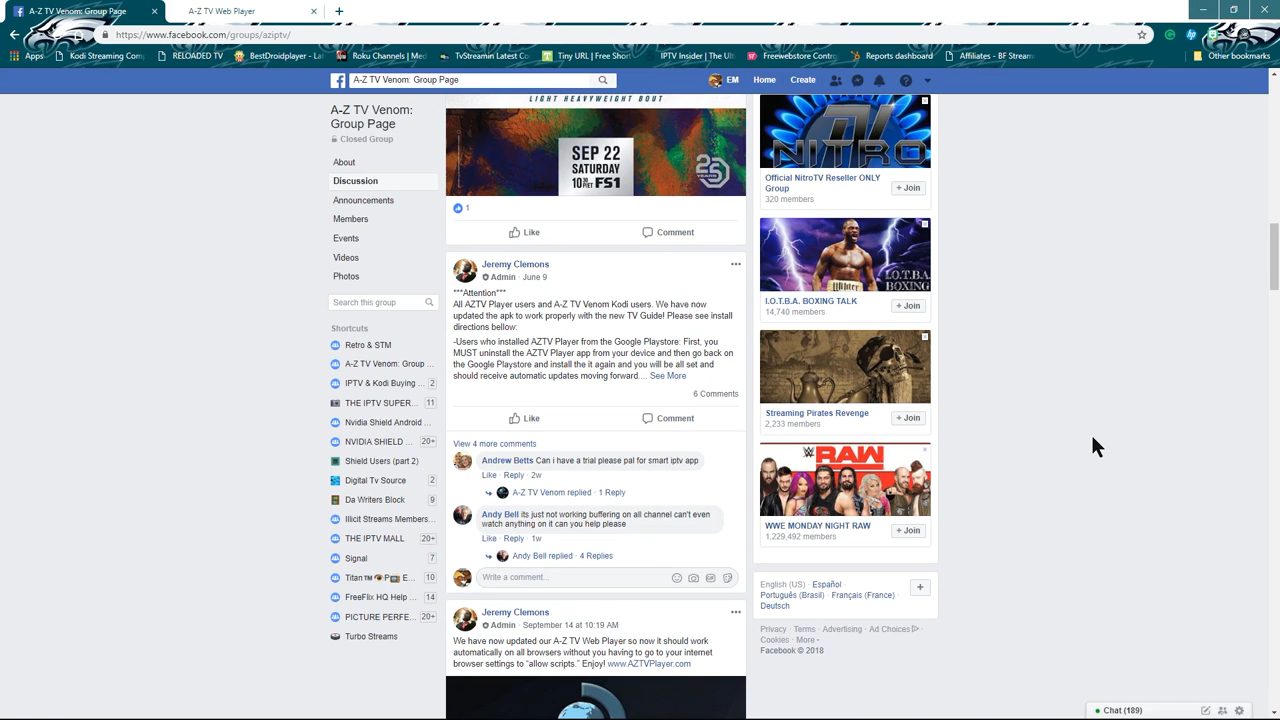 A-Z TV Venom: Group Page
A-Z TV Web Player
https://www.facebook.com/groups/aziptv/
Apps
Kodi Streaming Com
RELOADED TV
BestDroidplayer - Log
Roku Channels | Med
TvStreamin Latest Co
Tiny URL | Free Short
IPTV Insider | The Ult
Freewebstore Control
Reports dashboard
Affiliates - BF Stream
Other bookmarks
A-Z TV Venom: Group Page
EM
Home
Create
A-Z TV Venom:
Group Page
Closed Group
About
Discussion
Announcements
Members
Events
Videos
Photos
Search this group
Shortcuts
Retro & STM
A-Z TV Venom: Group ...
IPTV & Kodi Buying ... 2
THE IPTV SUPER... 11
Nvidia Shield Android ...
NVIDIA SHIELD ... 20+
Shield Users (part 2)
Digital Tv Source 2
Da Writers Block 9
Illicit Streams Members...
THE IPTV MALL 20+
Signal 7
Titan™ P E... 10
FreeFlix HQ Help ... 14
PICTURE PERFE... 20+
Turbo Streams
LIGHT HEAVYWEIGHT BOUT
SEP 22
SATURDAY
FS1
25
YEARS
1
Like
Comment
Jeremy Clemons
Admin · June 9
***Attention***
All AZTV Player users and A-Z TV Venom Kodi users. We have now
updated the apk to work properly with the new TV Guide! Please see install
directions bellow:
-Users who installed AZTV Player from the Google Playstore: First, you
MUST uninstall the AZTV Player app from your device and then go back on
the Google Playstore and install the it again and you will be all set and
should receive automatic updates moving forward.... See More
6 Comments
Like
Comment
View 4 more comments
Andrew Betts Can i have a trial please pal for smart iptv app
Like · Reply · 2w
A-Z TV Venom replied · 1 Reply
Andy Bell its just not working buffering on all channel can't even
watch anything on it can you help please
Like · Reply · 1w
Andy Bell replied · 4 Replies
Write a comment...
Jeremy Clemons
Admin · September 14 at 10:19 AM
We have now updated our A-Z TV Web Player so now it should work
automatically on all browsers without you having to go to your internet
browser settings to “allow scripts.” Enjoy! www.AZTVPlayer.com
NITRO
Official NitroTV Reseller ONLY
Group
320 members
+ Join
I.O.T.B.A.
BOXING
I.O.T.B.A. BOXING TALK
14,740 members
+ Join
Streaming Pirates Revenge
2,233 members
+ Join
RAW
WWE MONDAY NIGHT RAW
1,229,492 members
+ Join
English (US) · Español ·
Português (Brasil) · Français (France) ·
Deutsch
Privacy · Terms · Advertising · Ad Choices
Cookies · More
Facebook © 2018
Chat (189)